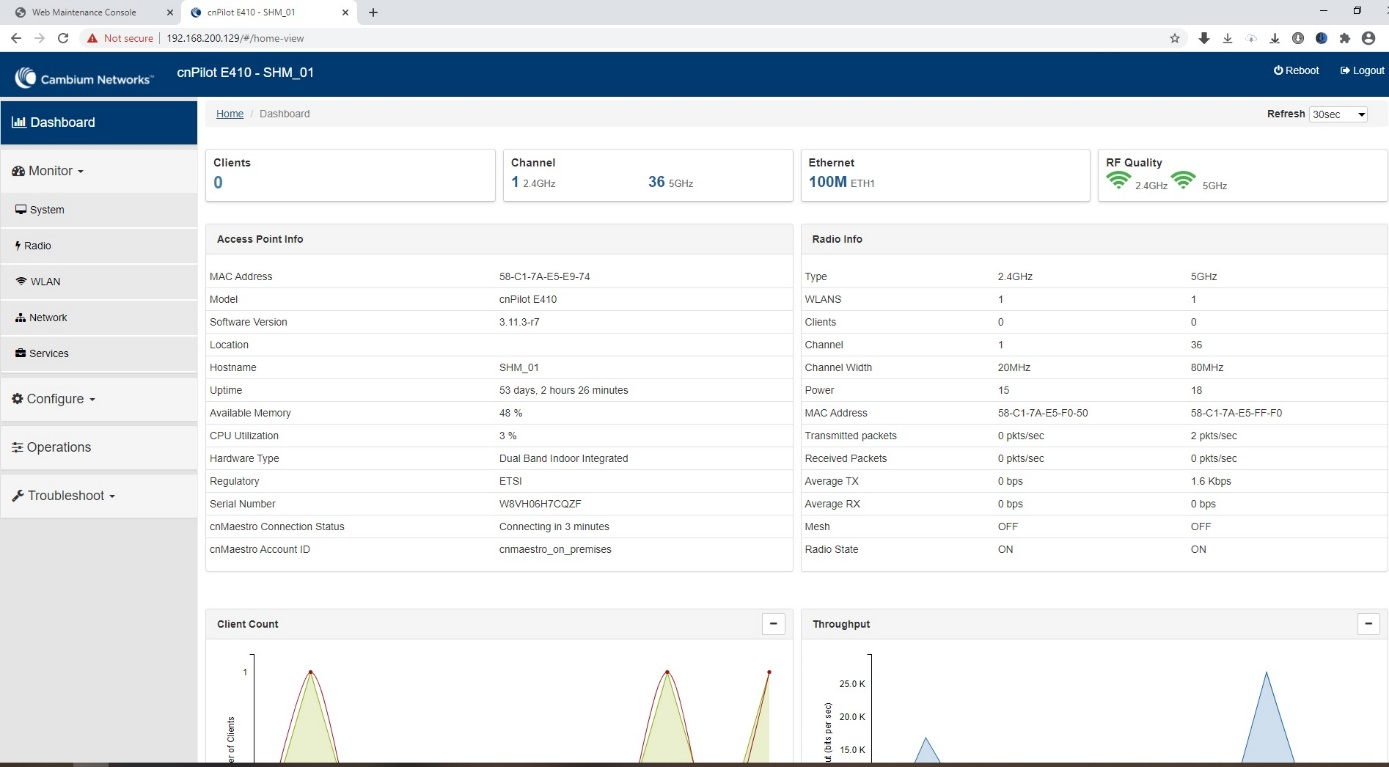 Web Maintenance Console
cnPilot E410 - SHM_01
Not secure | 192.168.200.129/#/home-view
Cambium Networks™ cnPilot E410 - SHM_01 Reboot Logout
Dashboard
Monitor
System
Radio
WLAN
Network
Services
Configure
Operations
Troubleshoot
Home / Dashboard Refresh 30sec
Clients
0
Channel
1 2.4GHz 36 5GHz
Ethernet
100M ETH1
RF Quality
2.4GHz 5GHz
Access Point Info
MAC Address 58-C1-7A-E5-E9-74
Model cnPilot E410
Software Version 3.11.3-r7
Location
Hostname SHM_01
Uptime 53 days, 2 hours 26 minutes
Available Memory 48 %
CPU Utilization 3 %
Hardware Type Dual Band Indoor Integrated
Regulatory ETSI
Serial Number W8VH06H7CQZF
cnMaestro Connection Status Connecting in 3 minutes
cnMaestro Account ID cnmaestro_on_premises
Radio Info
Type 2.4GHz 5GHz
WLANS 1 1
Clients 0 0
Channel 1 36
Channel Width 20MHz 80MHz
Power 15 18
MAC Address 58-C1-7A-E5-F0-50 58-C1-7A-E5-FF-F0
Transmitted packets 0 pkts/sec 2 pkts/sec
Received Packets 0 pkts/sec 0 pkts/sec
Average TX 0 bps 1.6 Kbps
Average RX 0 bps 0 bps
Mesh OFF OFF
Radio State ON ON
Client Count
1
er of Clients
Throughput
25.0 K
20.0 K
15.0 K
ut (bits per sec)